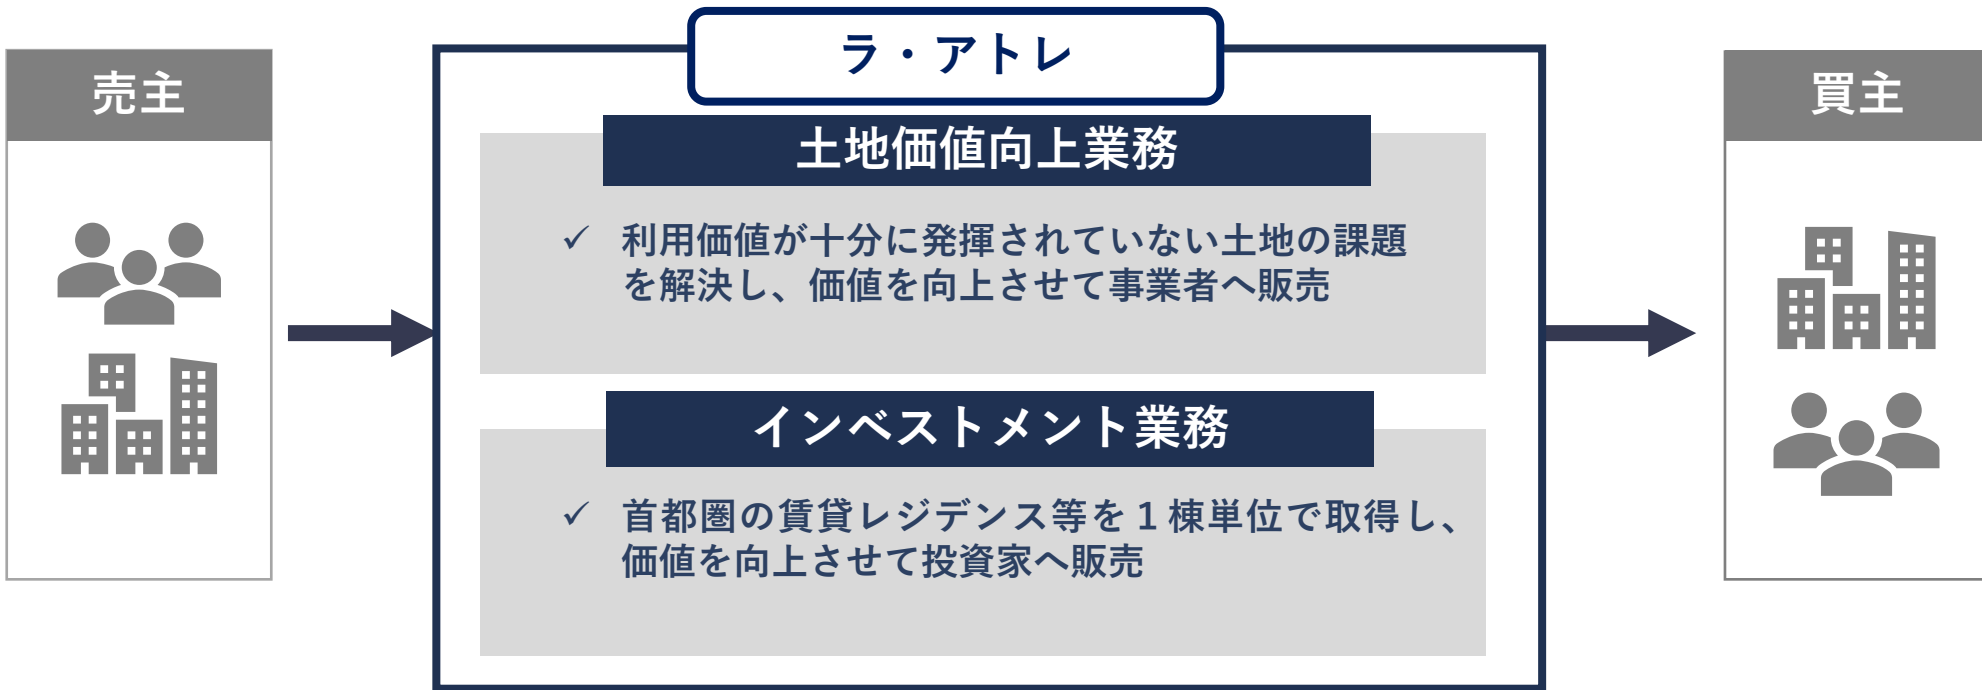 ラ・アトレ
売主
土地価値向上業務
✓ 利用価値が十分に発揮されていない土地の課題
を解決し、価値を向上させて事業者へ販売
インベストメント業務
✓ 首都圏の賃貸レジデンス等を１棟単位で取得し、
価値を向上させて投資家へ販売
買主